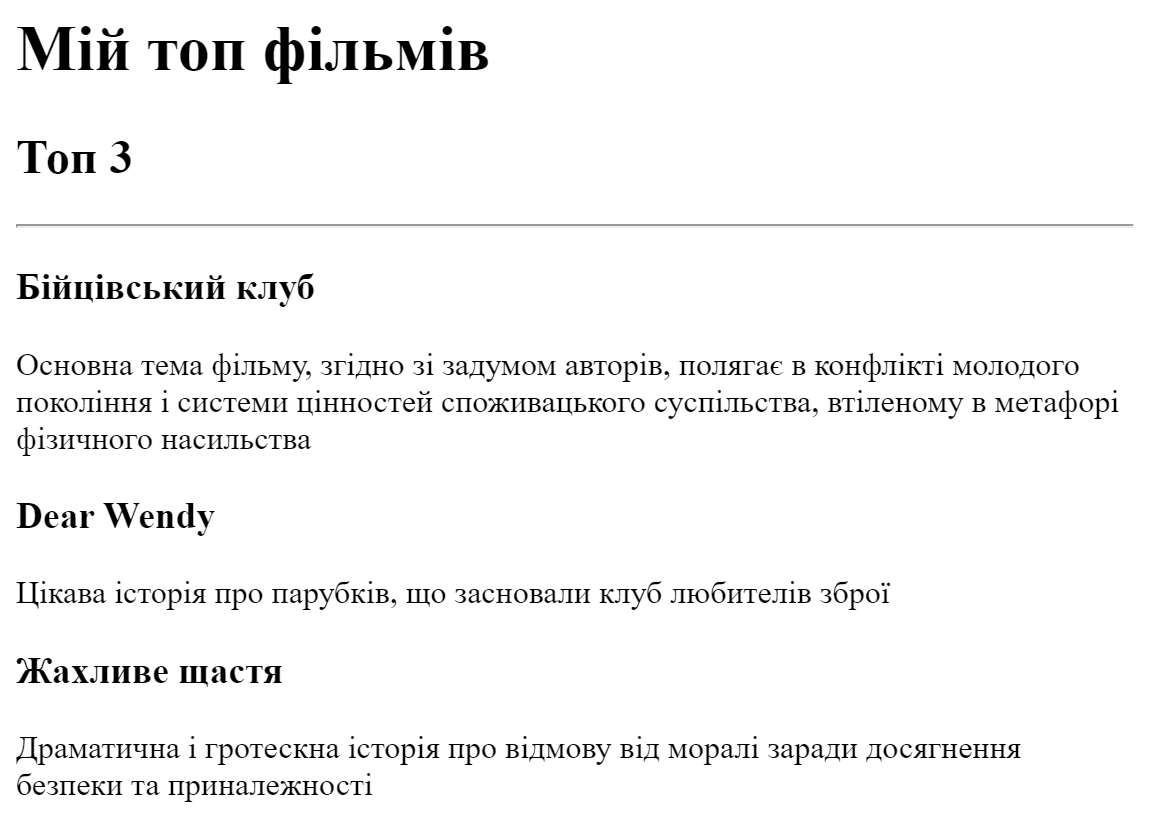 Мій топ фільмів
Топ 3
Бійцівський клуб
Основна тема фільму, згідно зі задумом авторів, полягає в конфлікті молодого
покоління і системи цінностей споживацького суспільства, втіленому в метафорі
фізичного насильства
Dear Wendy
Цікава історія про парубків, що заснoвали клуб любителів зброї
Жахливе щастя
Драматична і гротескна історія про відмову від моралі заради досягнення
безпеки та приналежності